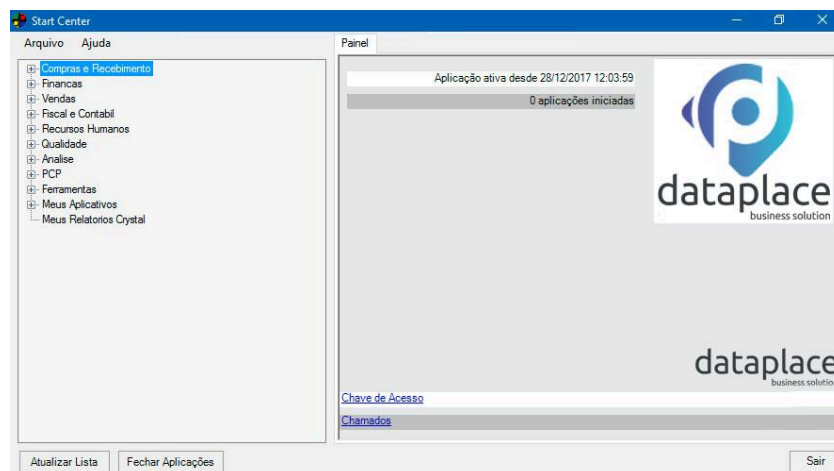 Start Center
Arquivo Ajuda
Compras e Recebimento
Financas
Vendas
Fiscal e Contabil
Recursos Humanos
Qualidade
Analise
PCP
Ferramentas
Meus Aplicativos
Meus Relatorios Crystal
Painel
Aplicação ativa desde 28/12/2017 12:03:59
0 aplicações iniciadas
dataplace
business solution
dataplace
business solutio
Chave de Acesso
Chamados
Atualizar Lista Fechar Aplicações Sair